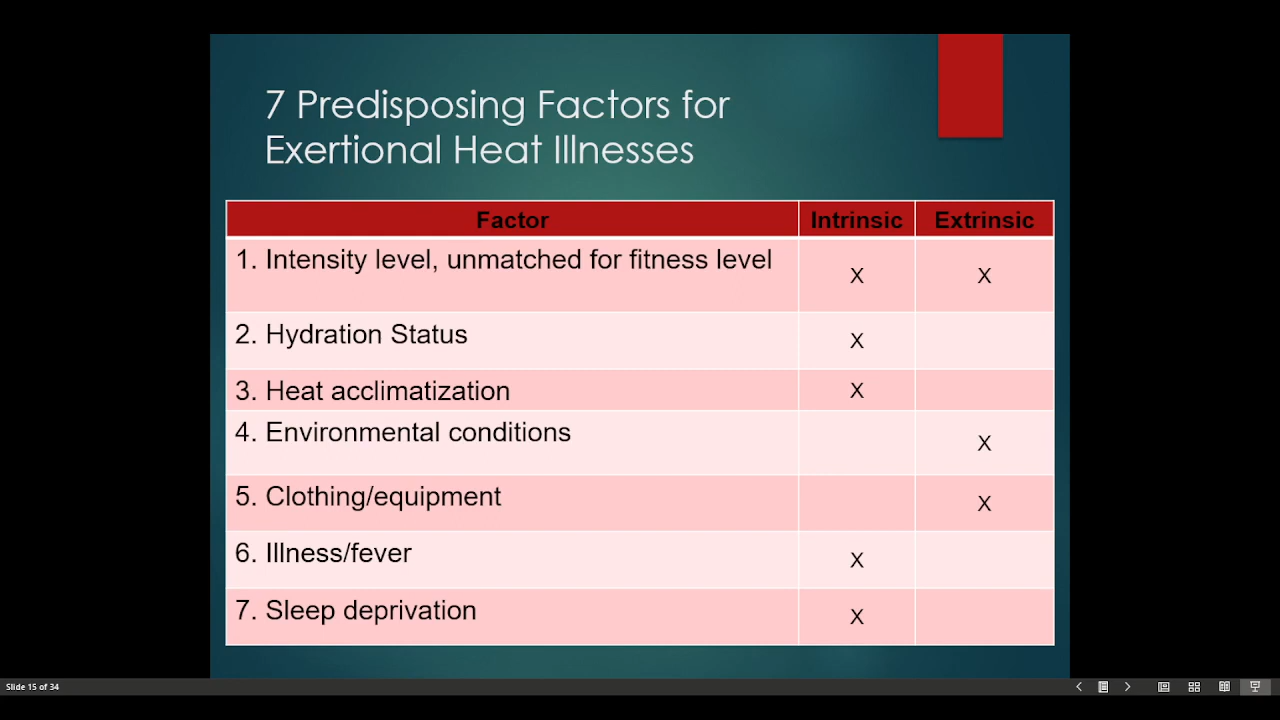 7 Predisposing Factors for
Exertional Heat Illnesses
Factor Intrinsic Extrinsic
1. Intensity level, unmatched for fitness level X X
2. Hydration Status X
3. Heat acclimatization X
4. Environmental conditions X
5. Clothing/equipment X
6. Illness/fever X
7. Sleep deprivation X
Slide 15 of 34